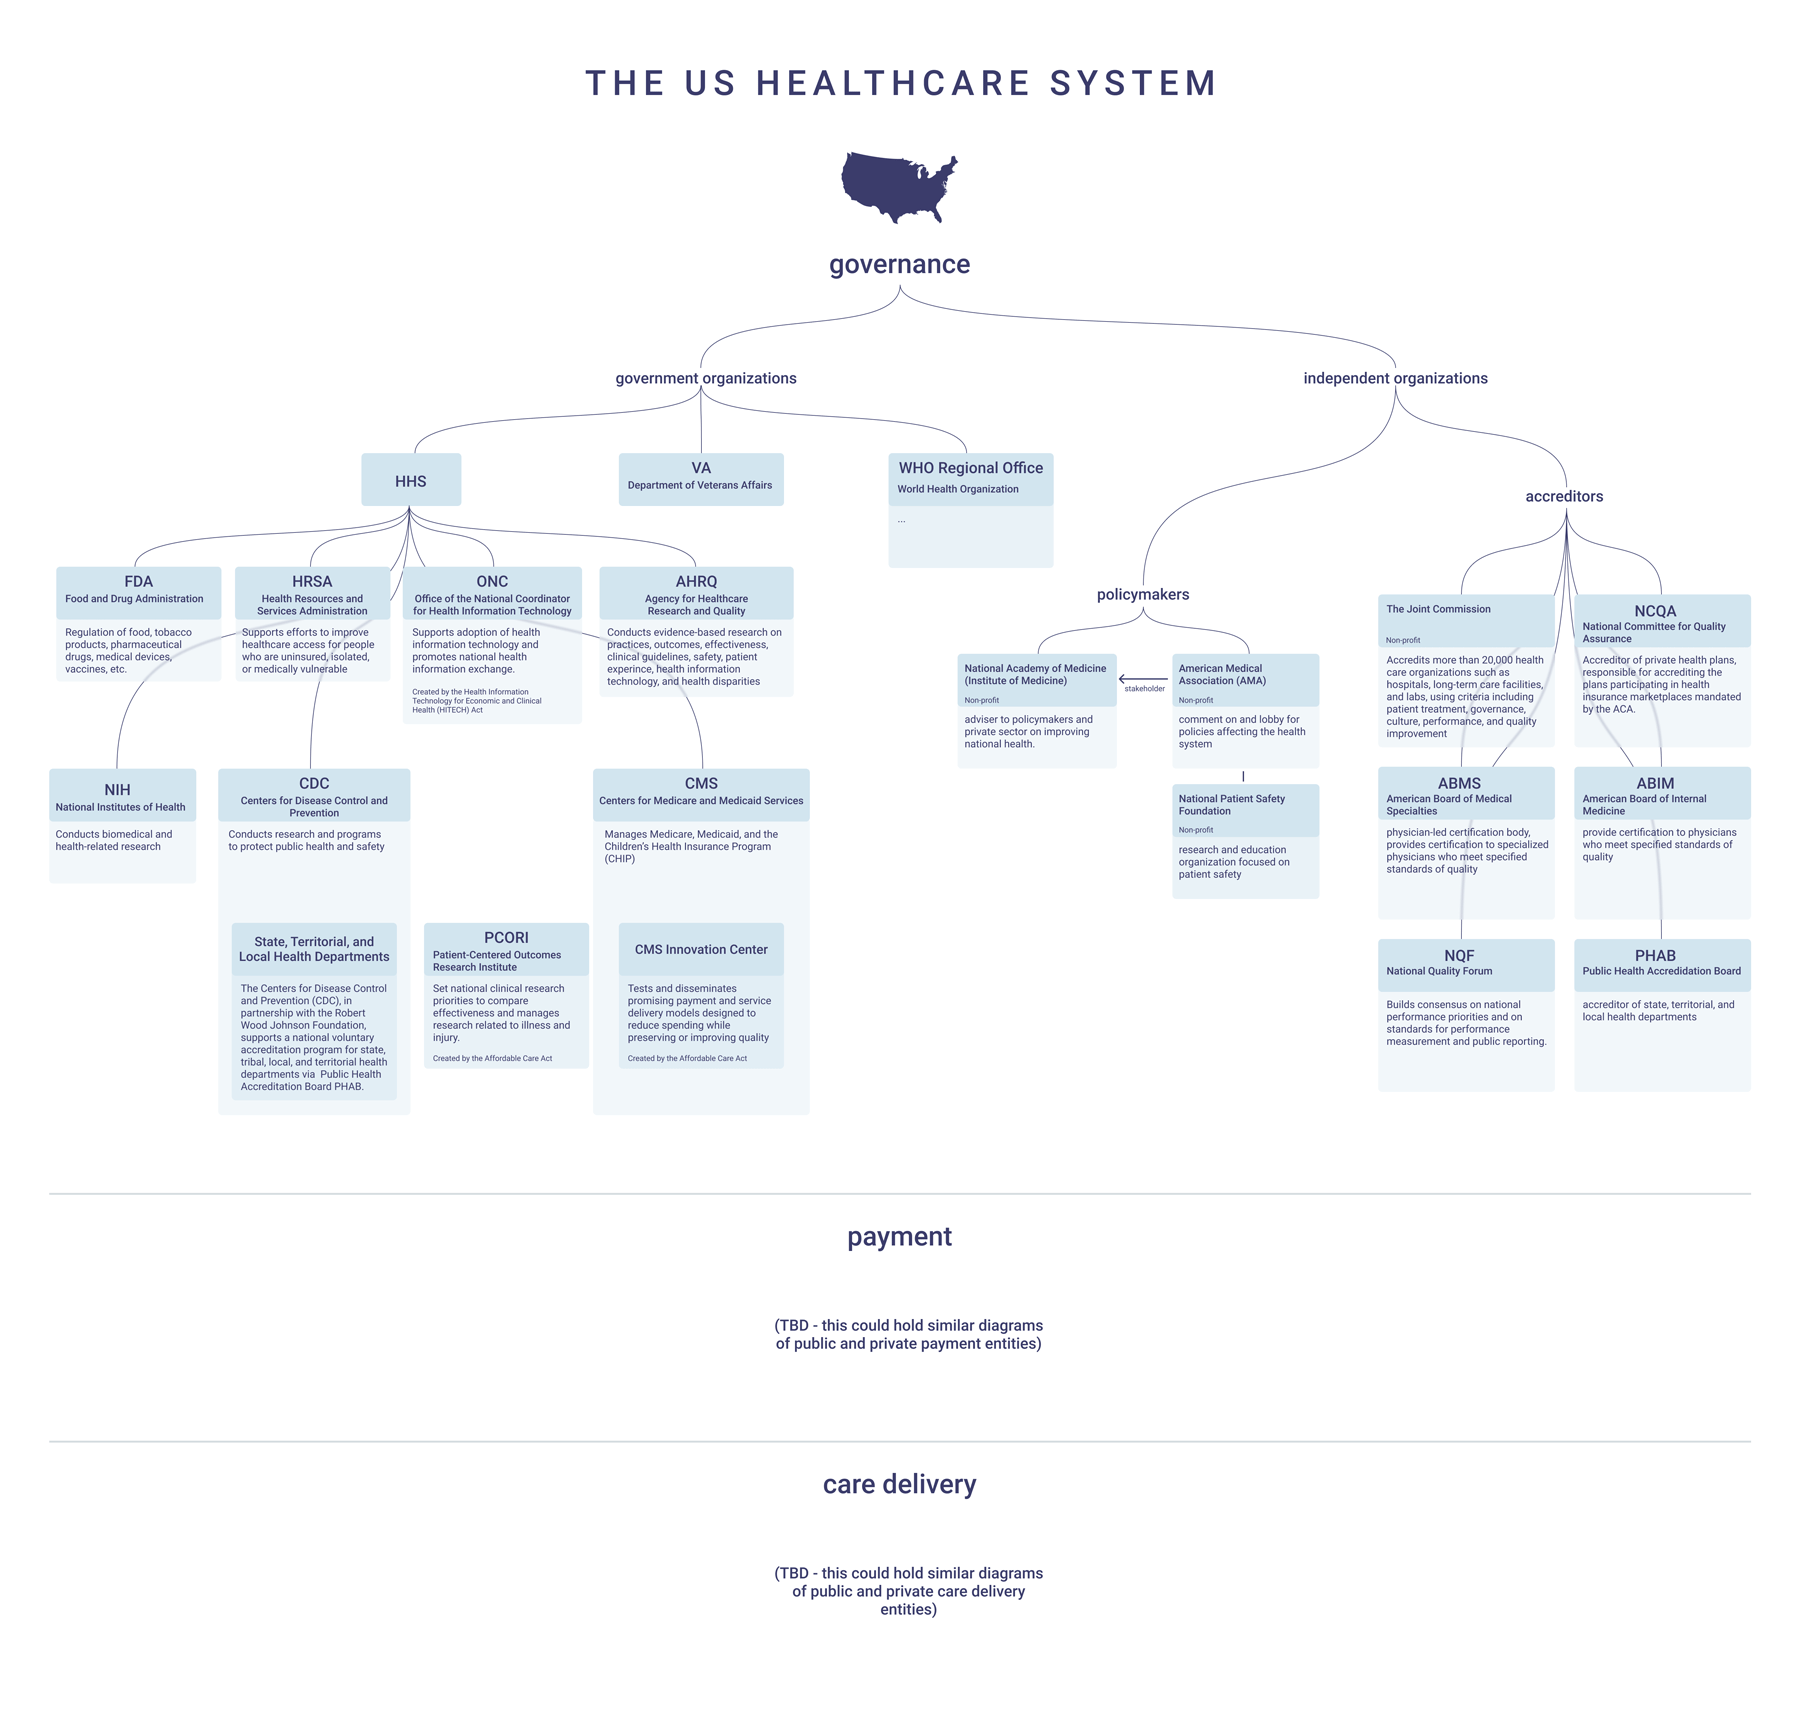 THE US HEALTHCARE SYSTEM
governance
government organizations
independent organizations
HHS
VA
Department of Veterans Affairs
WHO Regional Office
World Health Organization
...
accreditors
policymakers
FDA
Food and Drug Administration
Regulation of food, tobacco
products, pharmaceutical
drugs, medical devices,
vaccines, etc.
HRSA
Health Resources and
Services Administration
Supports efforts to improve
healthcare access for people
who are uninsured, isolated,
or medically vulnerable
ONC
Office of the National Coordinator
for Health Information Technology
Supports adoption of health
information technology and
promotes national health
information exchange.
Created by the Health Information
Technology for Economic and Clinical
Health (HITECH) Act
AHRQ
Agency for Healthcare
Research and Quality
Conducts evidence-based research on
practices, outcomes, effectiveness,
clinical guidelines, safety, patient
experince, health information
technology, and health disparities
National Academy of Medicine
(Institute of Medicine)
Non-profit
adviser to policymakers and
private sector on improving
national health.
stakeholder
American Medical
Association (AMA)
Non-profit
comment on and lobby for
policies affecting the health
system
National Patient Safety
Foundation
Non-profit
research and education
organization focused on
patient safety
The Joint Commission
Non-profit
Accredits more than 20,000 health
care organizations such as
hospitals, long-term care facilities,
and labs, using criteria including
patient treatment, governance,
culture, performance, and quality
improvement
NCQA
National Committee for Quality
Assurance
Accreditor of private health plans,
responsible for accrediting the
plans participating in health
insurance marketplaces mandated
by the ACA.
NIH
National Institutes of Health
Conducts biomedical and
health-related research
CDC
Centers for Disease Control and
Prevention
Conducts research and programs
to protect public health and safety
CMS
Centers for Medicare and Medicaid Services
Manages Medicare, Medicaid, and the
Children's Health Insurance Program
(CHIP)
ABMS
American Board of Medical
Specialties
physician-led certification body,
provides certification to specialized
physicians who meet specified
standards of quality
ABIM
American Board of Internal
Medicine
provide certification to physicians
who meet specified standards of
quality
State, Territorial, and
Local Health Departments
The Centers for Disease Control
and Prevention (CDC), in
partnership with the Robert
Wood Johnson Foundation,
supports a national voluntary
accreditation program for state,
tribal, local, and territorial health
departments via Public Health
Accreditation Board PHAB.
PCORI
Patient-Centered Outcomes
Research Institute
Set national clinical research
priorities to compare
effectiveness and manages
research related to illness and
injury.
Created by the Affordable Care Act
CMS Innovation Center
Tests and disseminates
promising payment and service
delivery models designed to
reduce spending while
preserving or improving quality
Created by the Affordable Care Act
NQF
National Quality Forum
Builds consensus on national
performance priorities and on
standards for performance
measurement and public reporting.
PHAB
Public Health Accredidation Board
accreditor of state, territorial, and
local health departments
payment
(TBD - this could hold similar diagrams
of public and private payment entities)
care delivery
(TBD - this could hold similar diagrams
of public and private care delivery
entities)